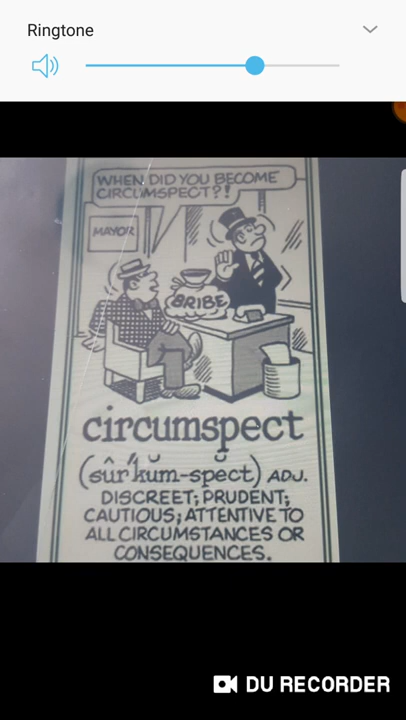 Ringtone
WHEN DID YOU BECOME
CIRCUMSPECT?!
MAYOR
BRIBE
circumspect
(sûr′kŭm-spĕct) ADJ.
DISCREET; PRUDENT;
CAUTIOUS; ATTENTIVE TO
ALL CIRCUMSTANCES OR
CONSEQUENCES.
DU RECORDER